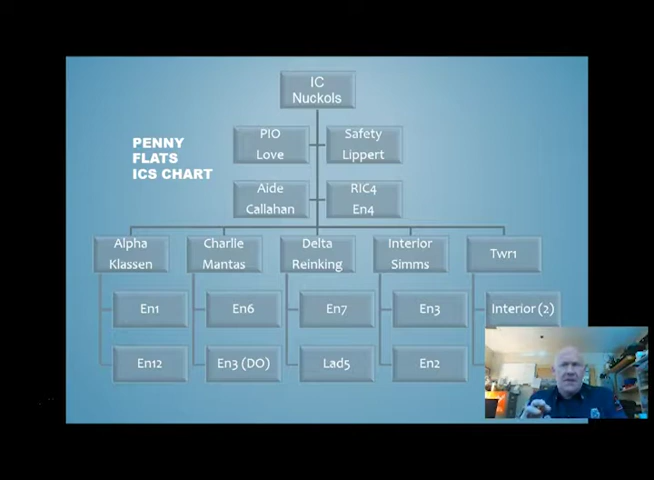 IC
Nuckols
PENNY
FLATS
ICS CHART
PIO
Love
Safety
Lippert
Aide
Callahan
RIC4
En4
Alpha
Klassen
Charlie
Mantas
Delta
Reinking
Interior
Simms
Twr1
En1
En6
En7
En3
Interior (2)
En12
En3 (DO)
Lad5
En2